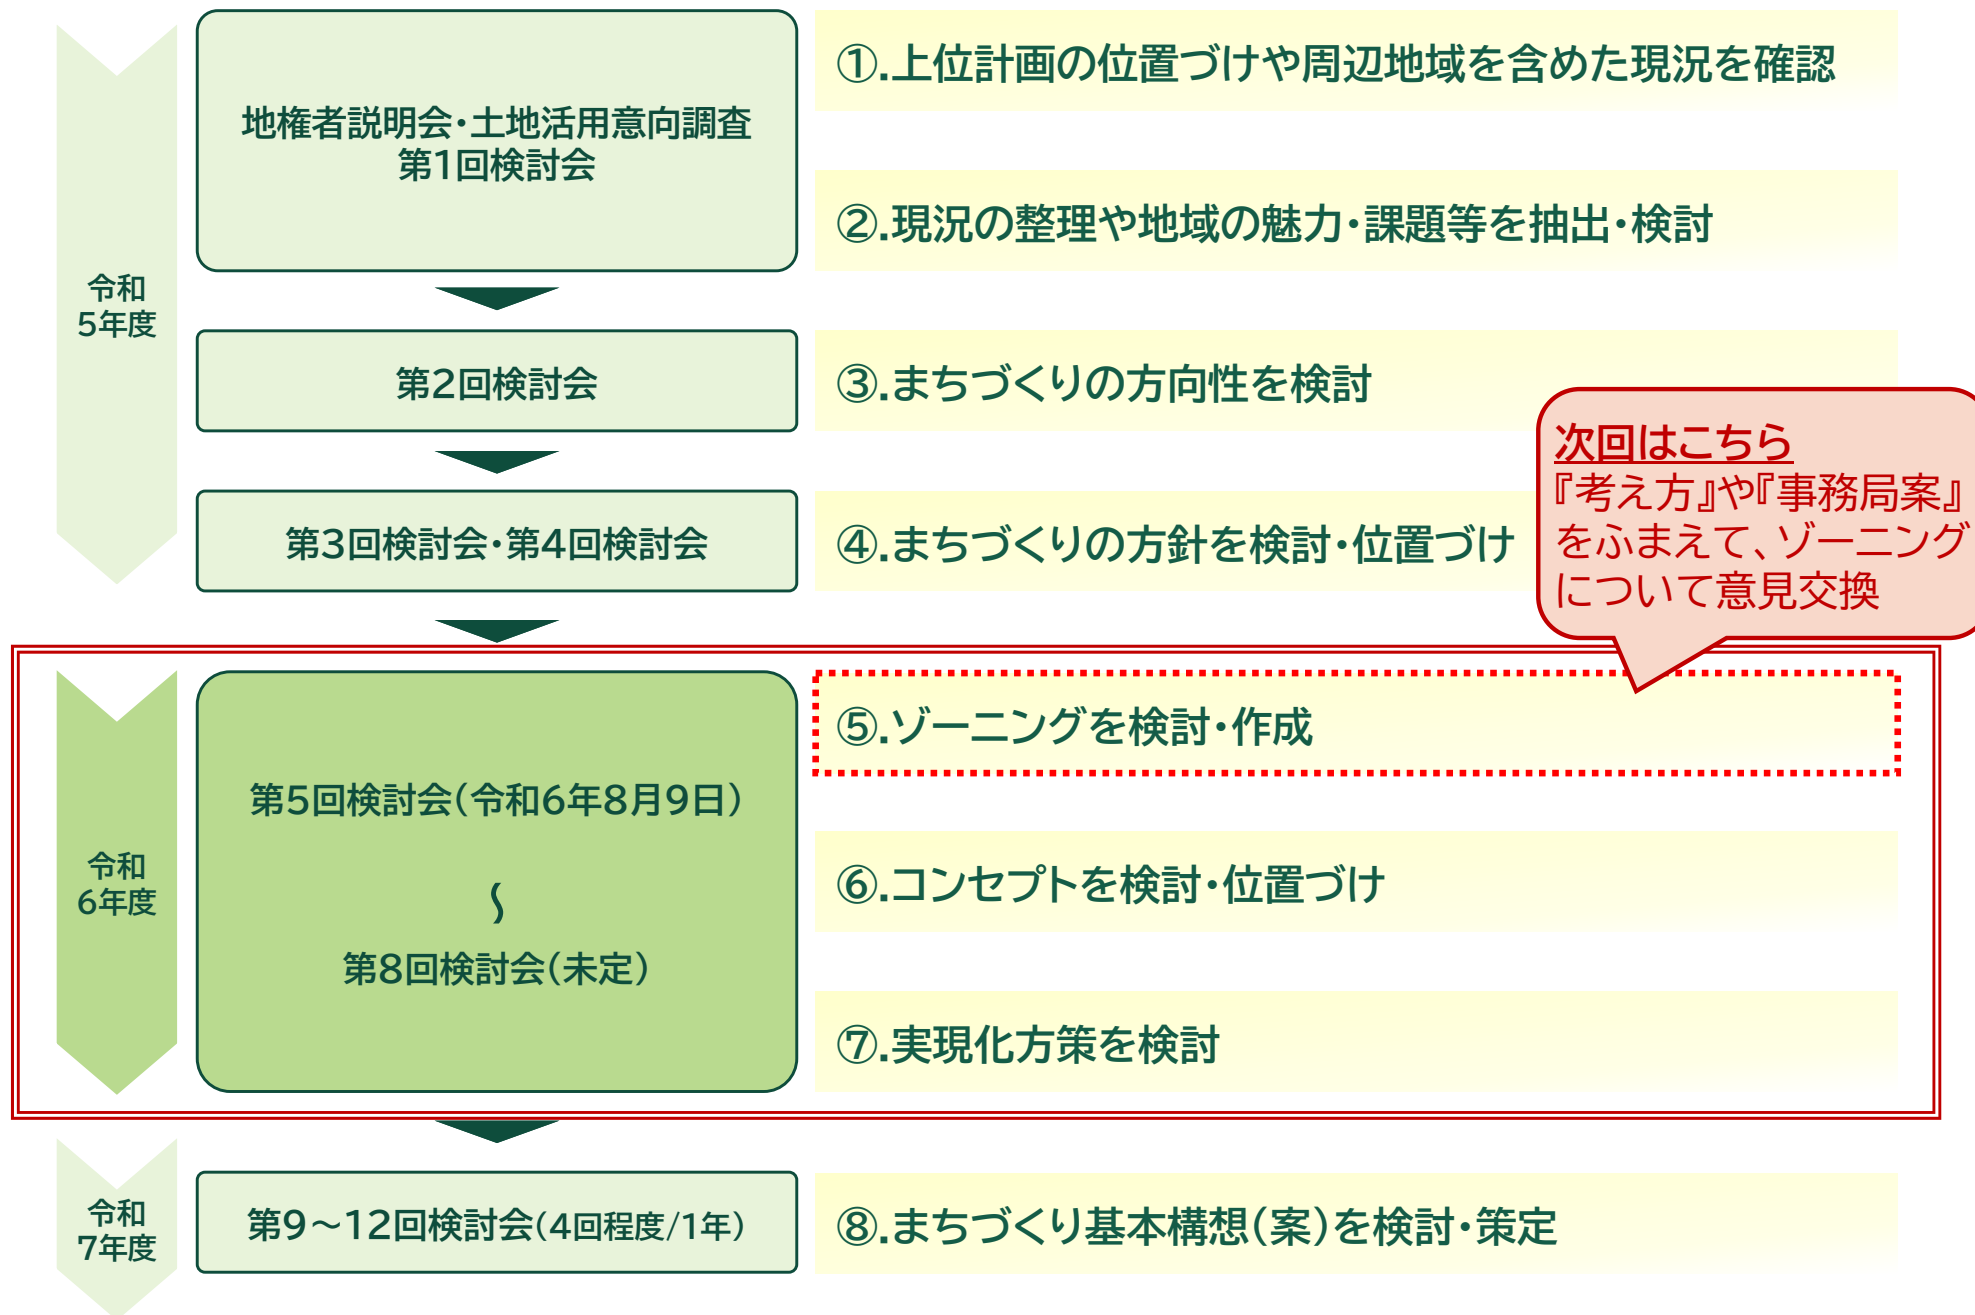 令和
5年度
地権者説明会・土地活用意向調査
第1回検討会
①.上位計画の位置づけや周辺地域を含めた現況を確認
②.現況の整理や地域の魅力・課題等を抽出・検討
第2回検討会
③.まちづくりの方向性を検討
第3回検討会・第4回検討会
④.まちづくりの方針を検討・位置づけ
次回はこちら
『考え方』や『事務局案』
をふまえて、ゾーニング
について意見交換
令和
6年度
第5回検討会(令和6年8月9日)
～
第8回検討会(未定)
⑤.ゾーニングを検討・作成
⑥.コンセプトを検討・位置づけ
⑦.実現化方策を検討
令和
7年度
第9～12回検討会(4回程度/1年)
⑧.まちづくり基本構想(案)を検討・策定